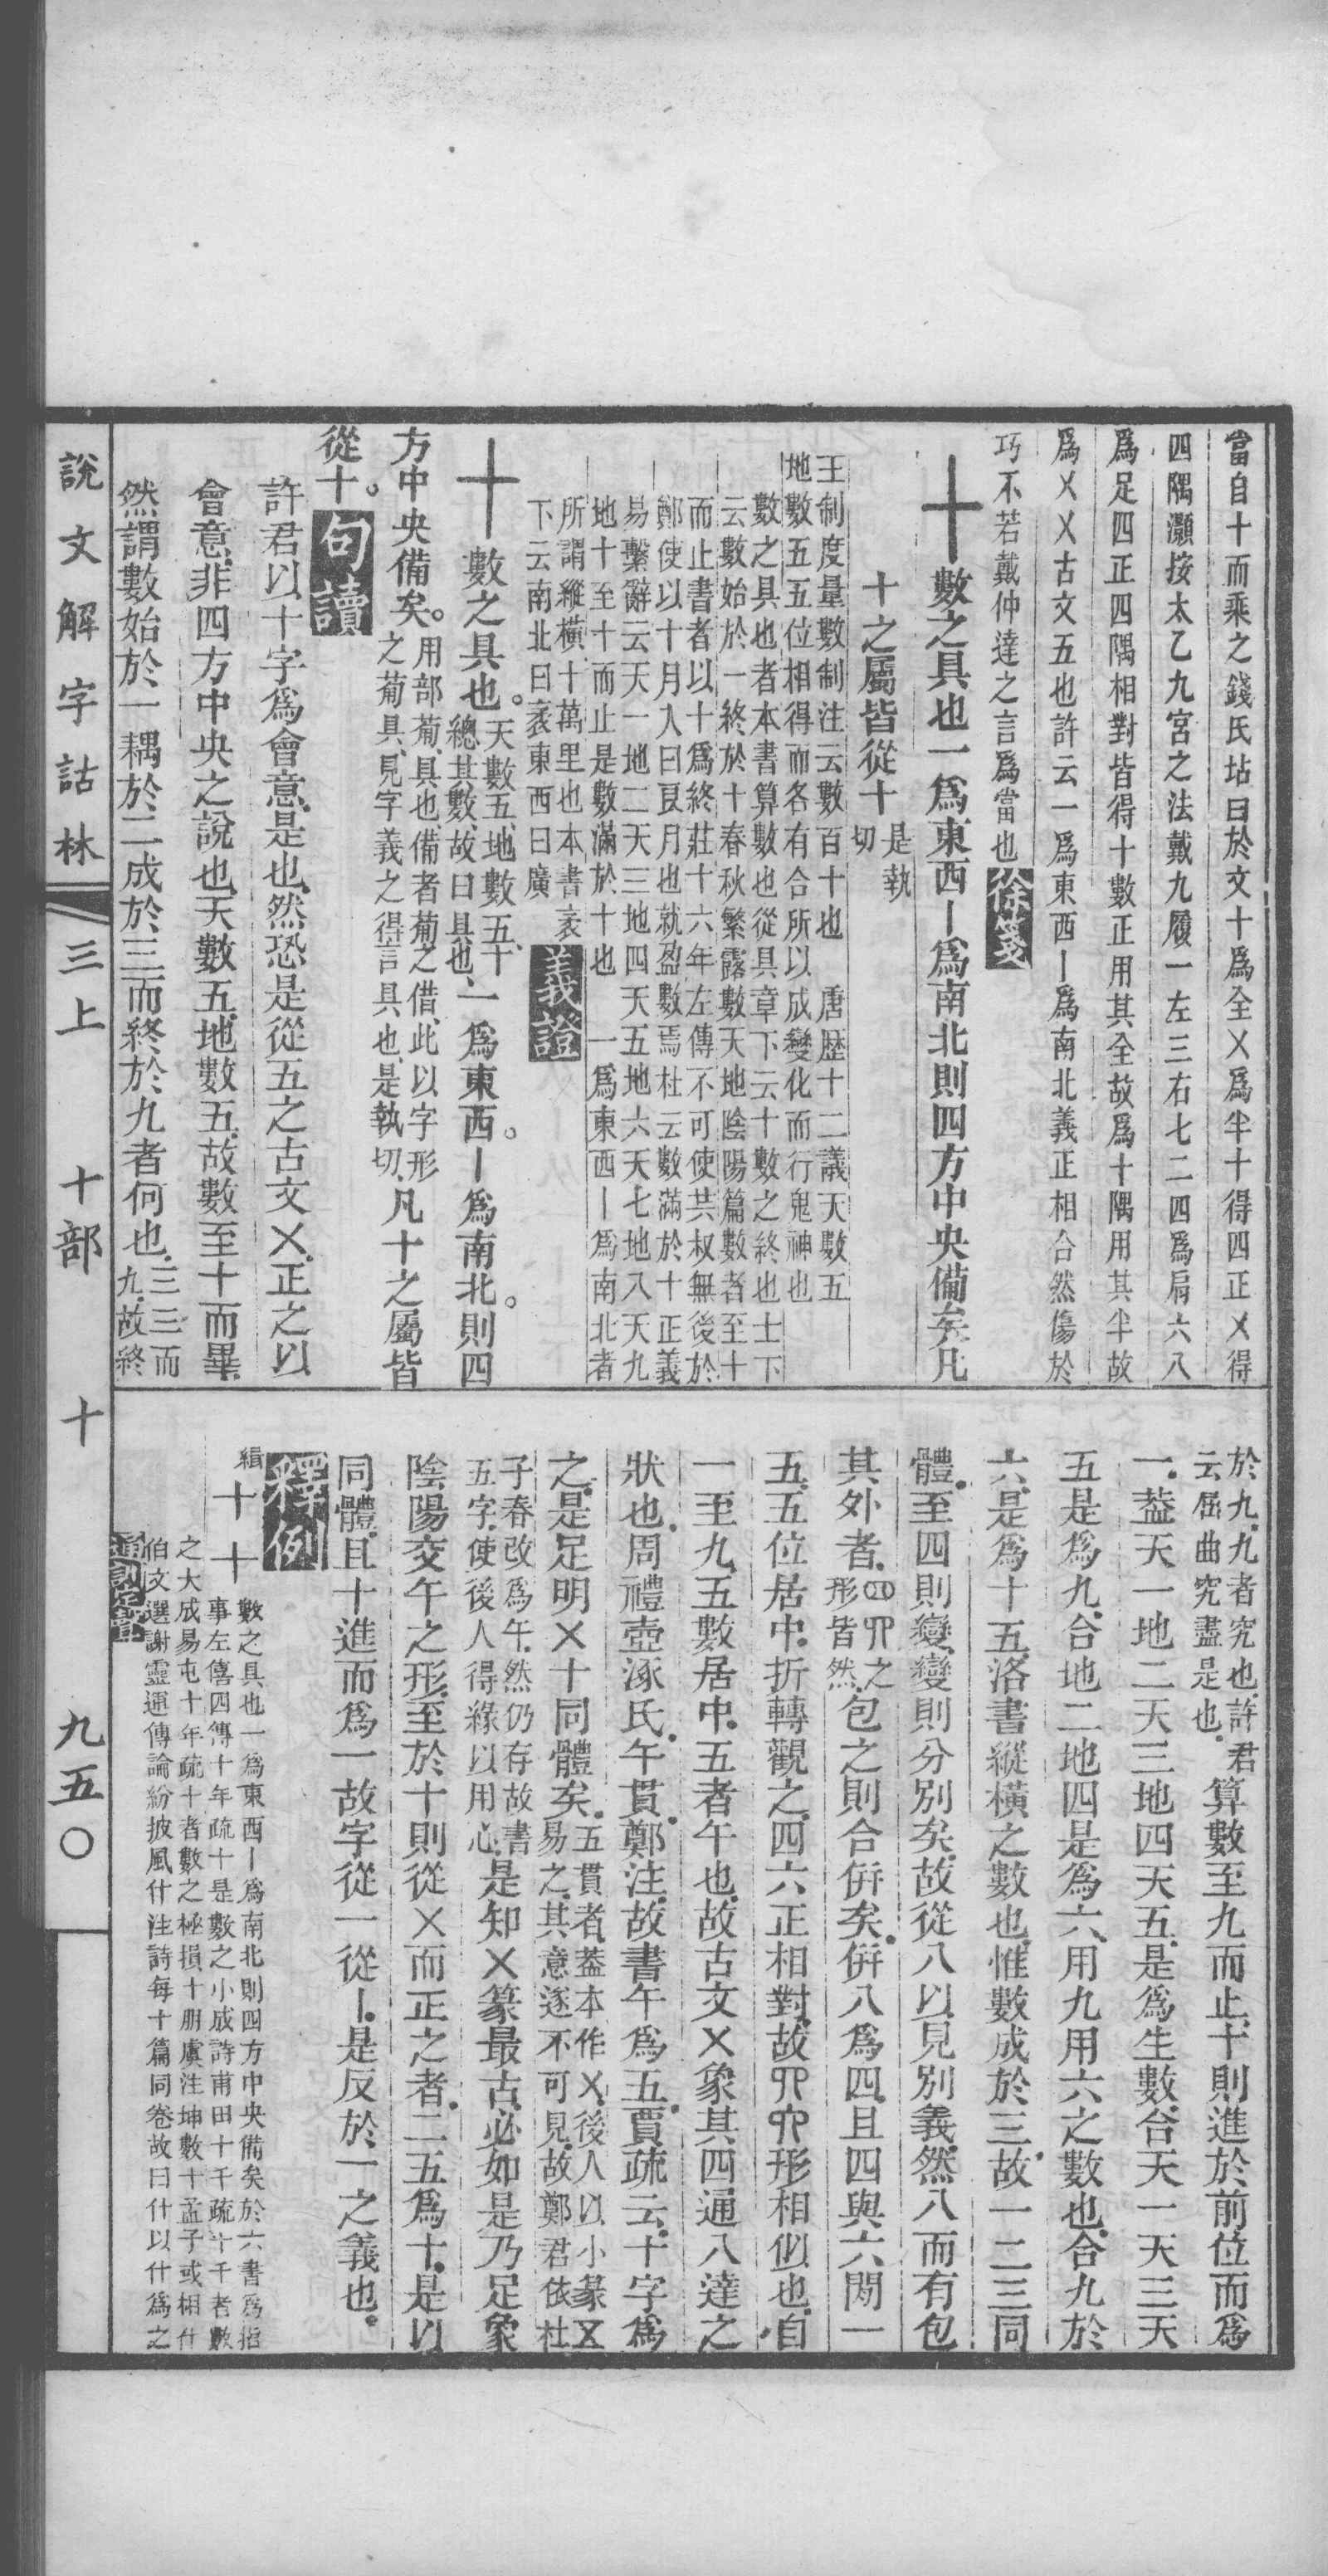 當自十而乘之錢氏坫曰於文十爲全㐅爲半十得四正㐅得
四隅灝按太乙九宮之法戴九履一左三右七二四爲肩六八
爲足四正四隅相對皆得十數正用其全故爲十隅用其半故
爲㐅㐅古文五也許云一爲東西丨爲南北義正相合然傷於
巧不若戴仲達之言爲當也徐箋
十數之具也一爲東西丨爲南北則四方中央備矣凡
十之屬皆從十是執切
王制度量數制注云數百十也 唐歴十二議天數五
地數五五位相得而各有合所以成變化而行鬼神也
數之具也者本書算數也從具章下云十數之終也士下
云數始於一終於十春秋繁露數天地陰陽篇數者至十
而止書者以十爲終莊十六年左傳不可使共叔無後於
鄭使以十月入曰良月也就盈數焉杜云數滿於十正義
易繫辭云天一地二天三地四天五地六天七地八天九
地十至十而止是數滿於十也 一爲東西丨爲南北者
所謂縱橫十萬里也本書袤
下云南北曰袤東西曰廣義證
十數之具也。天數五、地數五、十總其數故曰具也、一爲東西。丨爲南北。則四
方中央備矣。用部葡、具也、備者葡之借、此以字形之葡具、見字義之得言具也、是執切、凡十之屬皆
從十。句讀
許君以十字爲會意、是也、然恐是從五之古文㐅、正之以
會意、非四方中央之說也、天數五、地數五、故數至十而畢、
然謂數始於一、耦於二、成於三、而終於九者何也、三三而九、故終
於九、九者究也、許君云屈曲究盡是也、算數至九而止、十則進於前位而爲
一、蓋天一地二天三地四天五、是爲生數、合天一天三天
五是爲九、合地二地四是爲六、用九用六之數也、合九於
六、是爲十五、洛書縱橫之數也、惟數成於三、故一二三同
體、至四則變、變則分別矣、故從八以見別義、然八而有包
其外者、四𦉭之形皆然、包之則合併矣、併八爲四、且四與六閒一
五、五位居中、折轉觀之、四六正相對、故𦉭形相似也、自
一至九、五數居中、五者午也、故古文㐅象其四通八達之
狀也、周禮壺涿氏、午貫、鄭注、故書午爲五、賈疏云、十字爲
之、是足明㐅十同體矣、五貫者、蓋本作㐅、後人以小篆五易之、其意遂不可見、故鄭君依杜
子春改爲午、然仍存故書五字、使後人得緣以用心、是知㐅篆最古、必如是乃足象
陰陽交午之形、至於十則從㐅而正之者、二五爲十、是以
同體、且十進而爲一、故字從一從丨、是反於一之義也、
釋例
緝十十數之具也一爲東西丨爲南北則四方中央備矣於六書爲指
事左僖四傳十年疏十是數之小成詩甫田十千疏十千者數
之大成易屯十年疏十者數之極損十朋虞注坤數十孟子或相什
伯文選謝靈運傳論紛披風什注詩每十篇同卷故曰什以什爲之
通訓定聲
說文解字詁林 三上 十部 十 九五〇